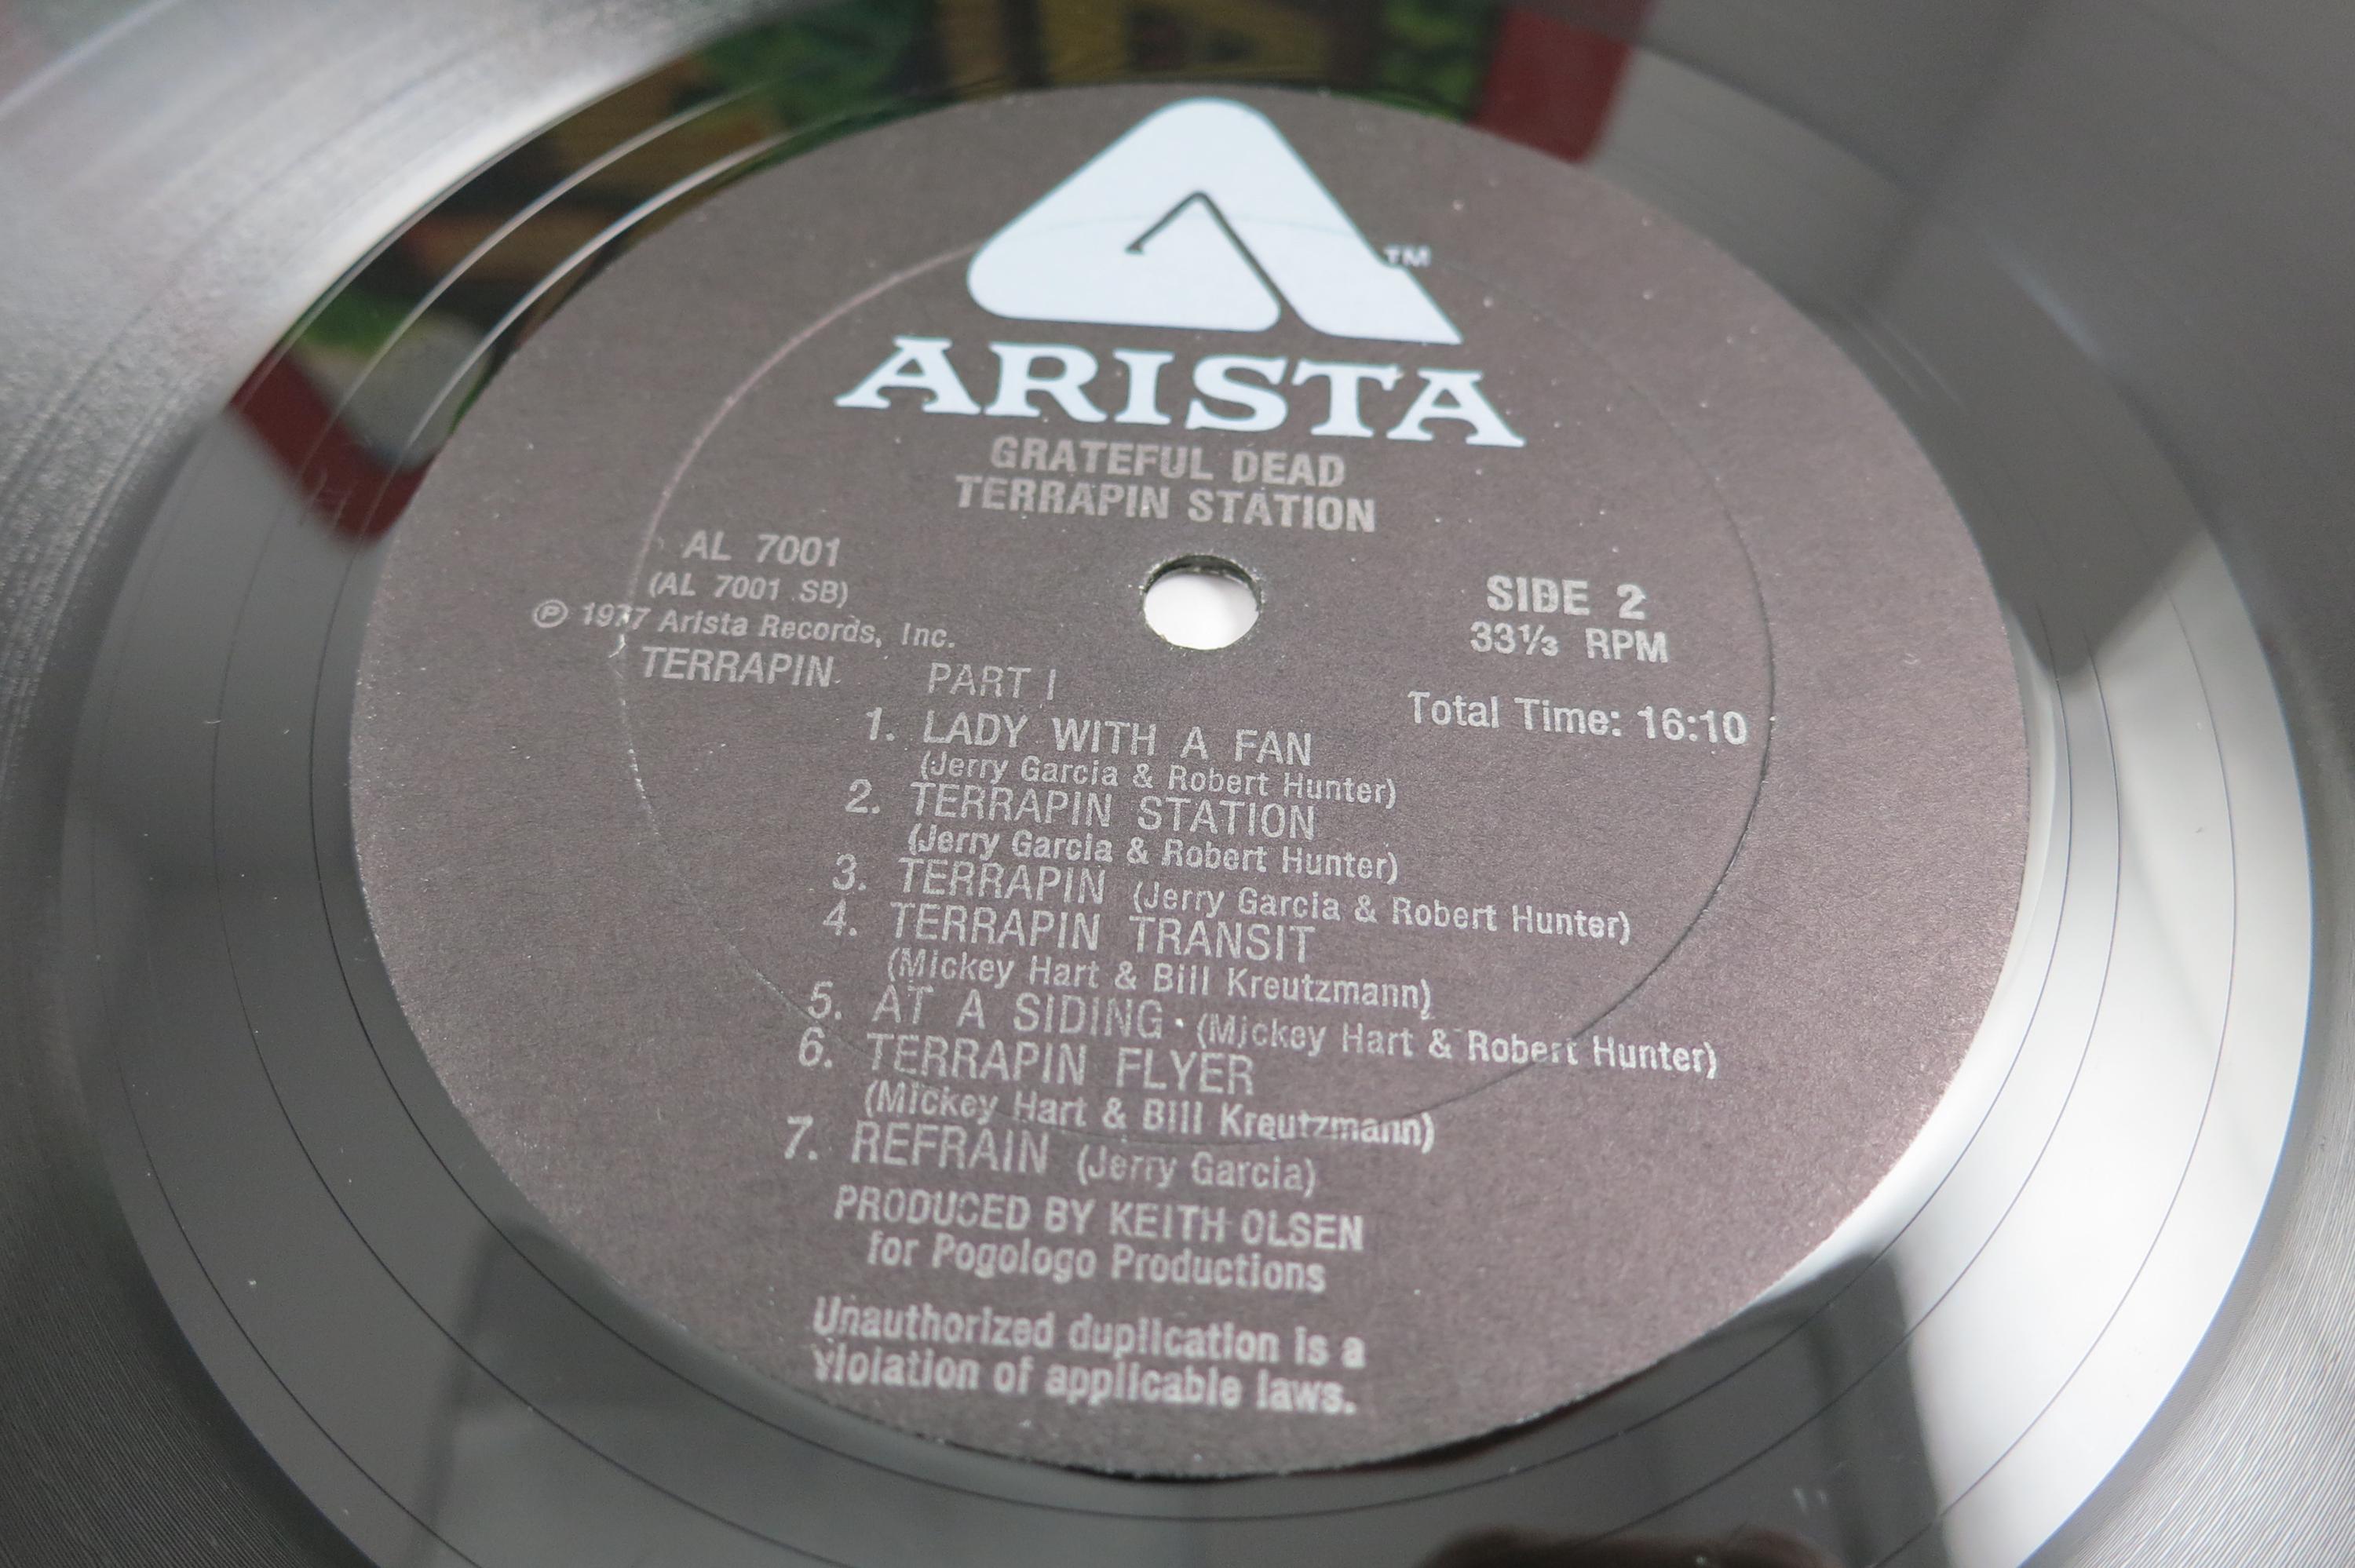 TM
ARISTA
GRATEFUL DEAD
TERRAPIN STATION
AL 7001
(AL 7001 SB)
℗ 1977 Arista Records, Inc.
SIDE 2
33⅓ RPM
Total Time: 16:10
TERRAPIN PART I
1. LADY WITH A FAN
(Jerry Garcia & Robert Hunter)
2. TERRAPIN STATION
(Jerry Garcia & Robert Hunter)
3. TERRAPIN (Jerry Garcia & Robert Hunter)
4. TERRAPIN TRANSIT
(Mickey Hart & Bill Kreutzmann)
5. AT A SIDING (Mickey Hart & Robert Hunter)
6. TERRAPIN FLYER
(Mickey Hart & Bill Kreutzmann)
7. REFRAIN (Jerry Garcia)
PRODUCED BY KEITH OLSEN
for Pogologo Productions
Unauthorized duplication is a
violation of applicable laws.